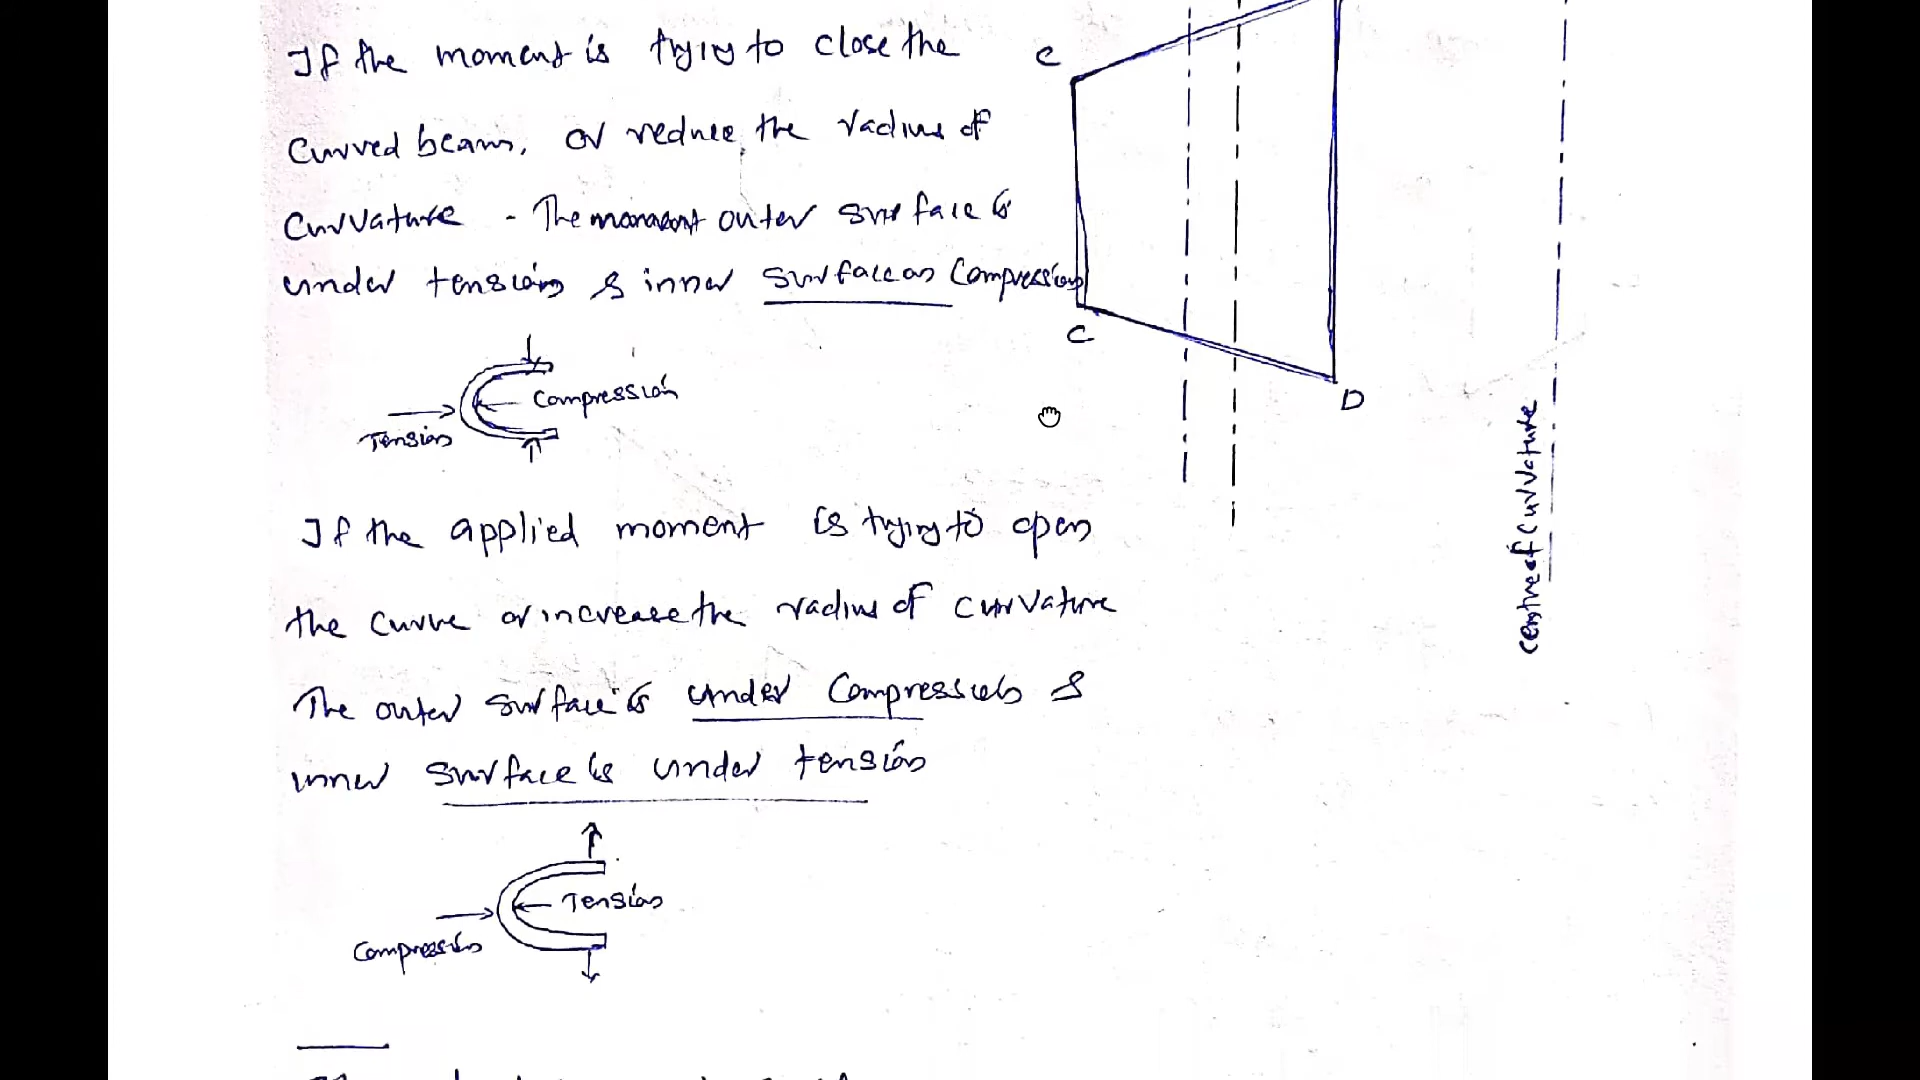 If the moment is trying to close the
curved beam, or reduce, the radius of
curvature - The moment outer surface is
under tension & inner surface as compression
Compression
Tension
If the applied moment is trying to open
the curve or increase the radius of curvature
The outer surface is under compression &
inner surface is under tension
Tension
Compression
C
C
D
centre of curvature